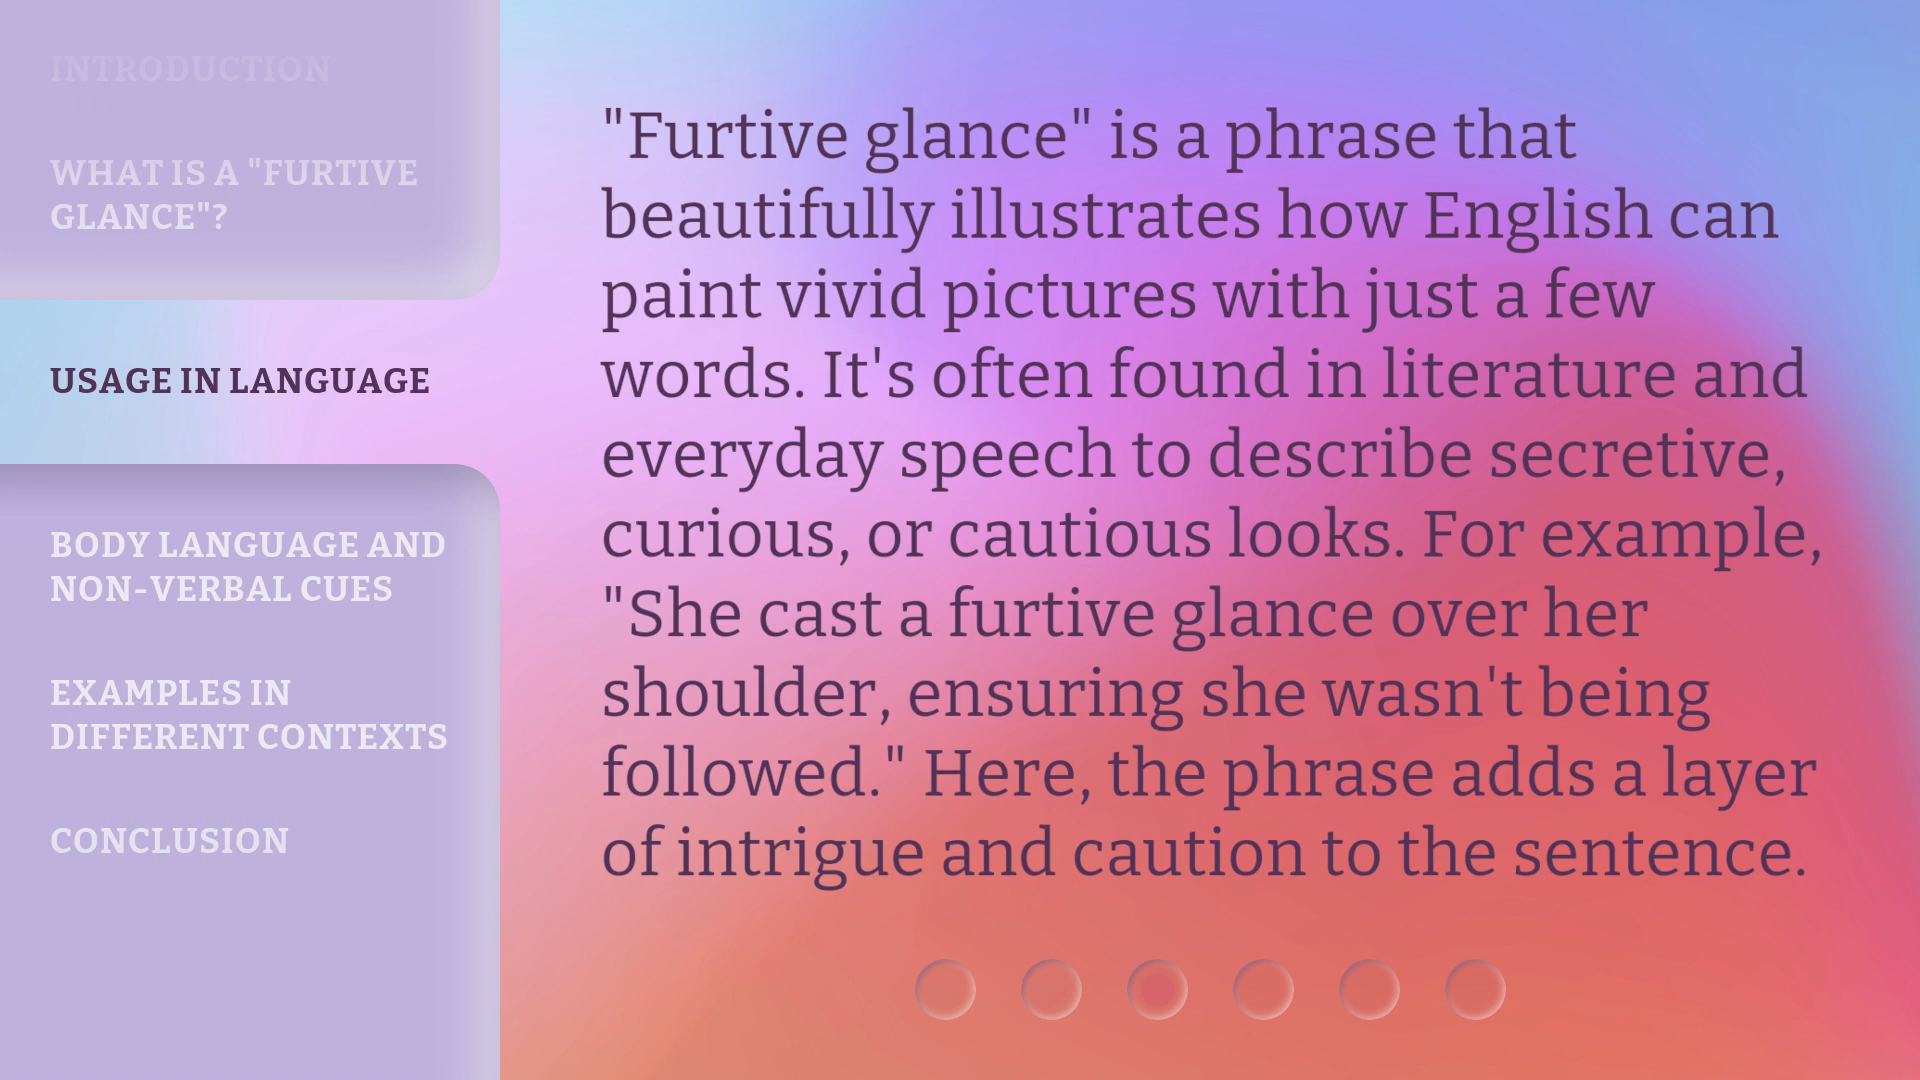 INTRODUCTION
WHAT IS A "FURTIVE
GLANCE"?
USAGE IN LANGUAGE
BODY LANGUAGE AND
NON-VERBAL CUES
EXAMPLES IN
DIFFERENT CONTEXTS
CONCLUSION
"Furtive glance" is a phrase that
beautifully illustrates how English can
paint vivid pictures with just a few
words. It's often found in literature and
everyday speech to describe secretive,
curious, or cautious looks. For example,
"She cast a furtive glance over her
shoulder, ensuring she wasn't being
followed." Here, the phrase adds a layer
of intrigue and caution to the sentence.